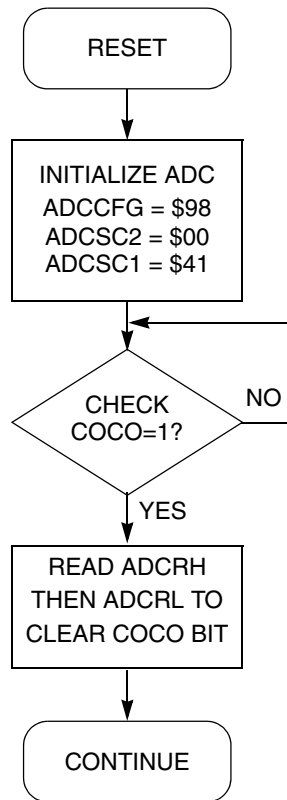 RESET
INITIALIZE ADC
ADCCFG = $98
ADCSC2 = $00
ADCSC1 = $41
CHECK
COCO=1?
NO
YES
READ ADCRH
THEN ADCRL TO
CLEAR COCO BIT
CONTINUE